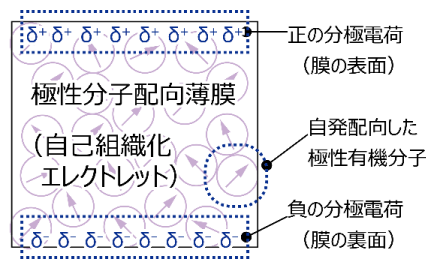 δ+ δ+ δ+ δ+ δ+ δ+ δ+ δ+
正の分極電荷
（膜の表面）
極性分子配向薄膜
（自己組織化
エレクトレット）
自発配向した
極性有機分子
負の分極電荷
（膜の裏面）
δ- δ- δ- δ- δ- δ- δ- δ-